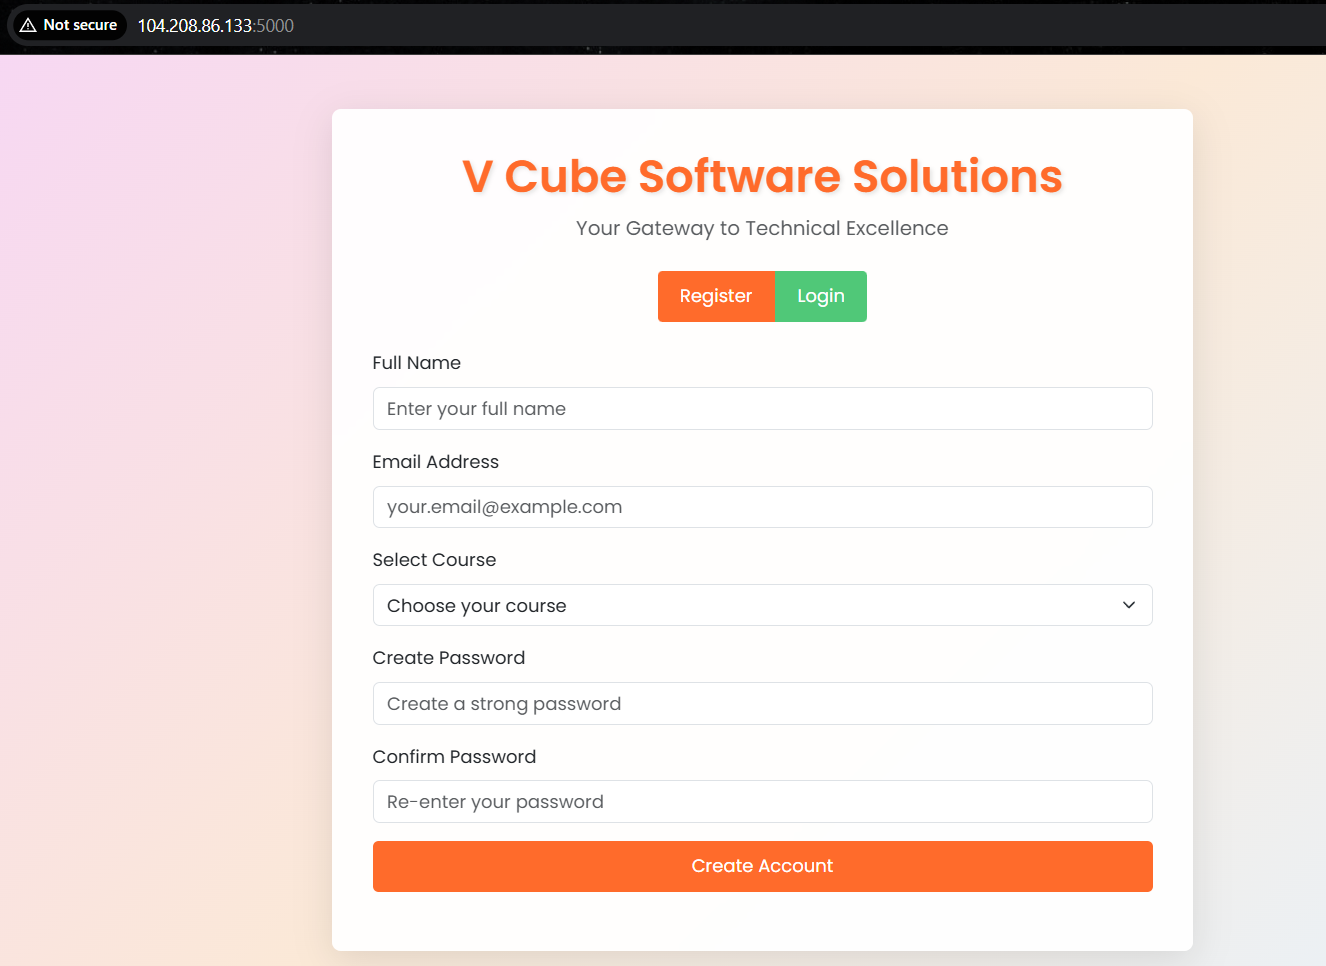 Not secure 104.208.86.133:5000
V Cube Software Solutions
Your Gateway to Technical Excellence
Register Login
Full Name
Enter your full name
Email Address
your.email@example.com
Select Course
Choose your course
Create Password
Create a strong password
Confirm Password
Re-enter your password
Create Account